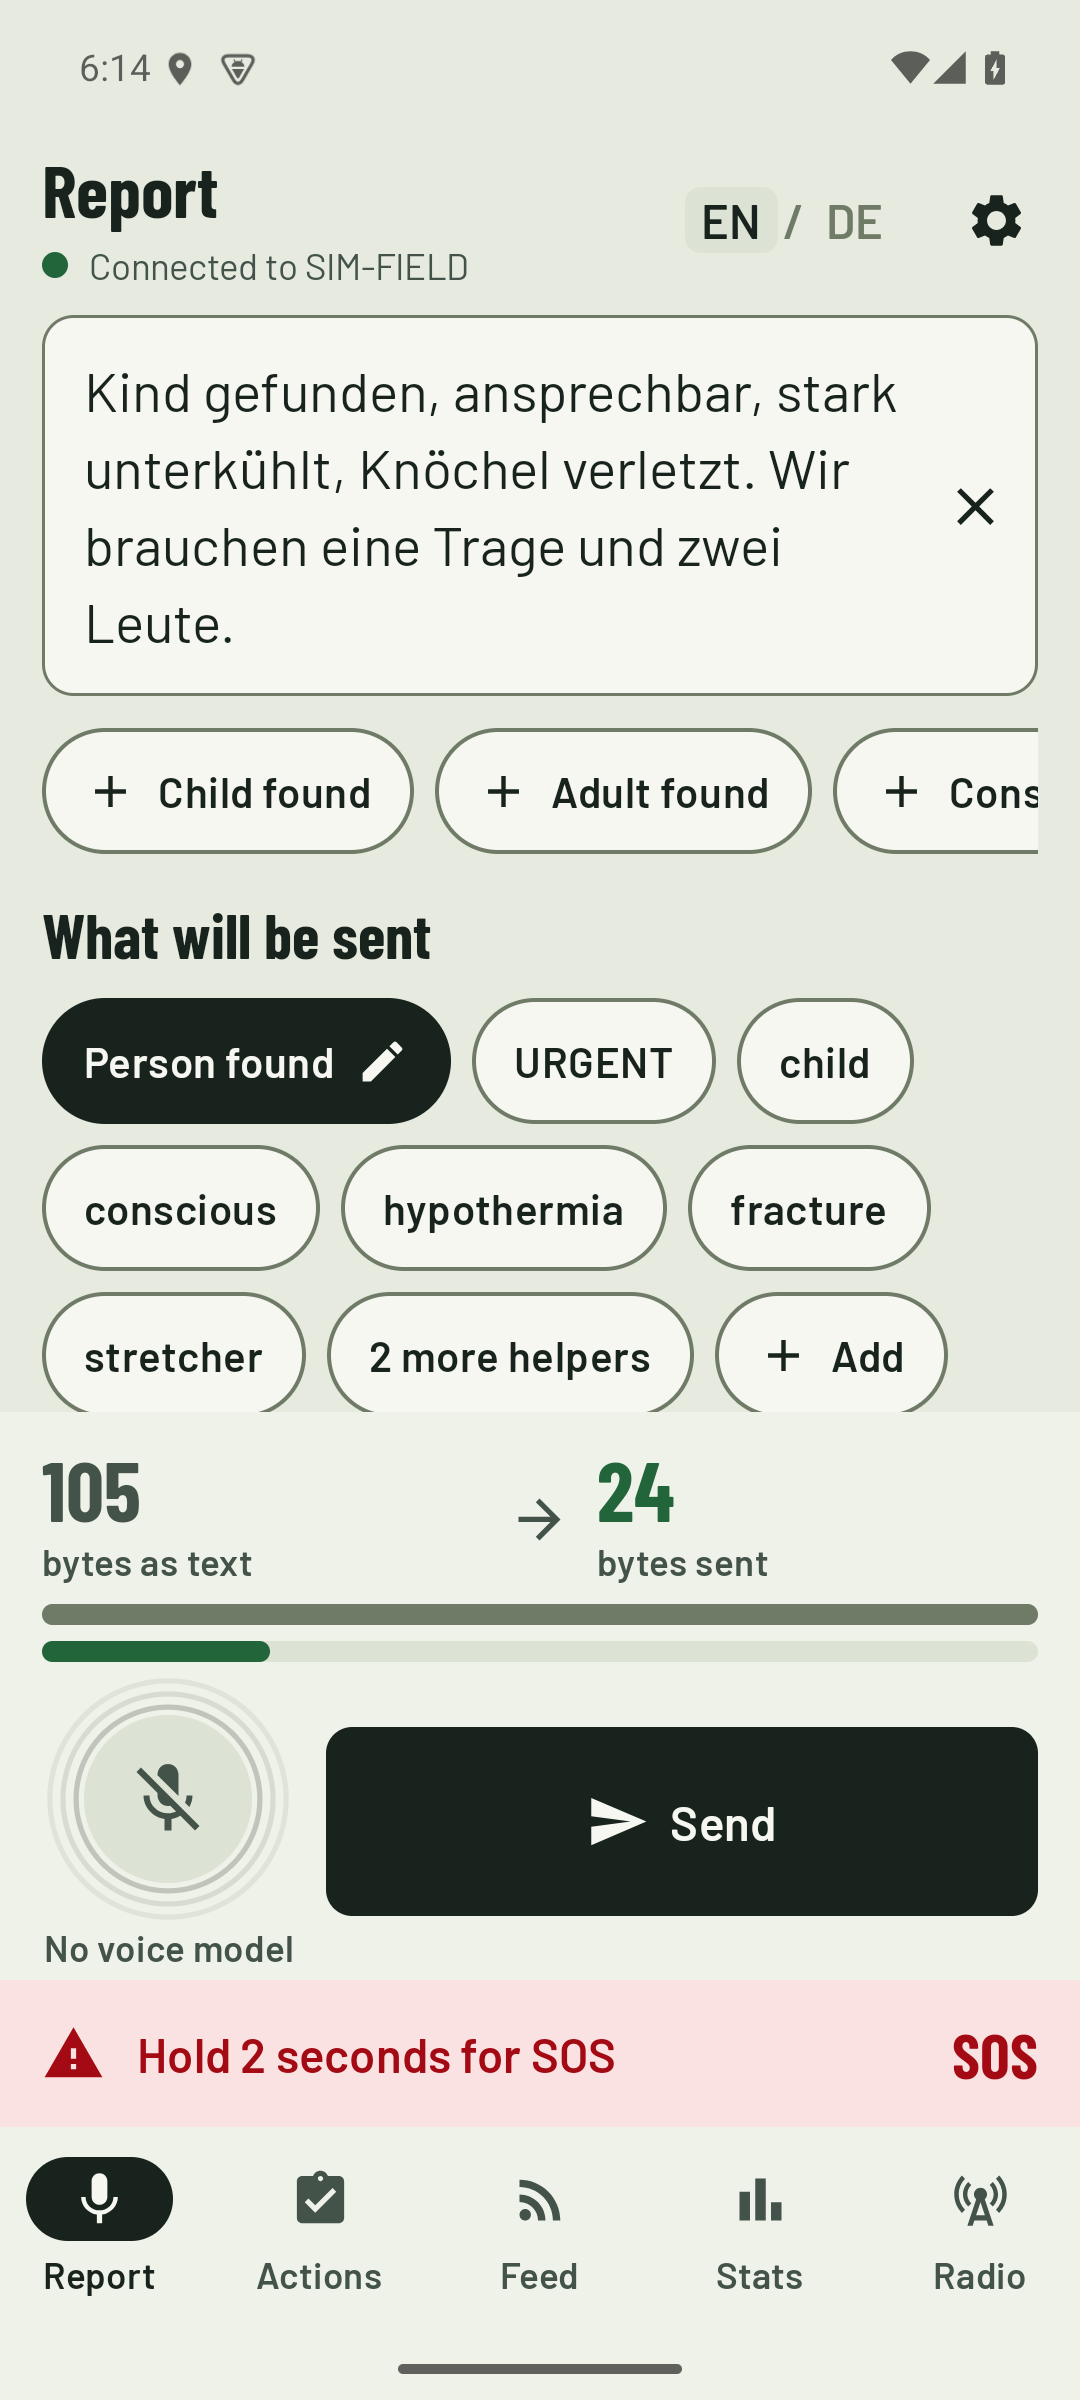 6:14
Report
EN / DE
Connected to SIM-FIELD
Kind gefunden, ansprechbar, stark
unterkühlt, Knöchel verletzt. Wir
brauchen eine Trage und zwei
Leute.
Child found
Adult found
Cons
What will be sent
Person found
URGENT
child
conscious
hypothermia
fracture
stretcher
2 more helpers
Add
105
bytes as text
24
bytes sent
Send
No voice model
Hold 2 seconds for SOS
SOS
Report
Actions
Feed
Stats
Radio